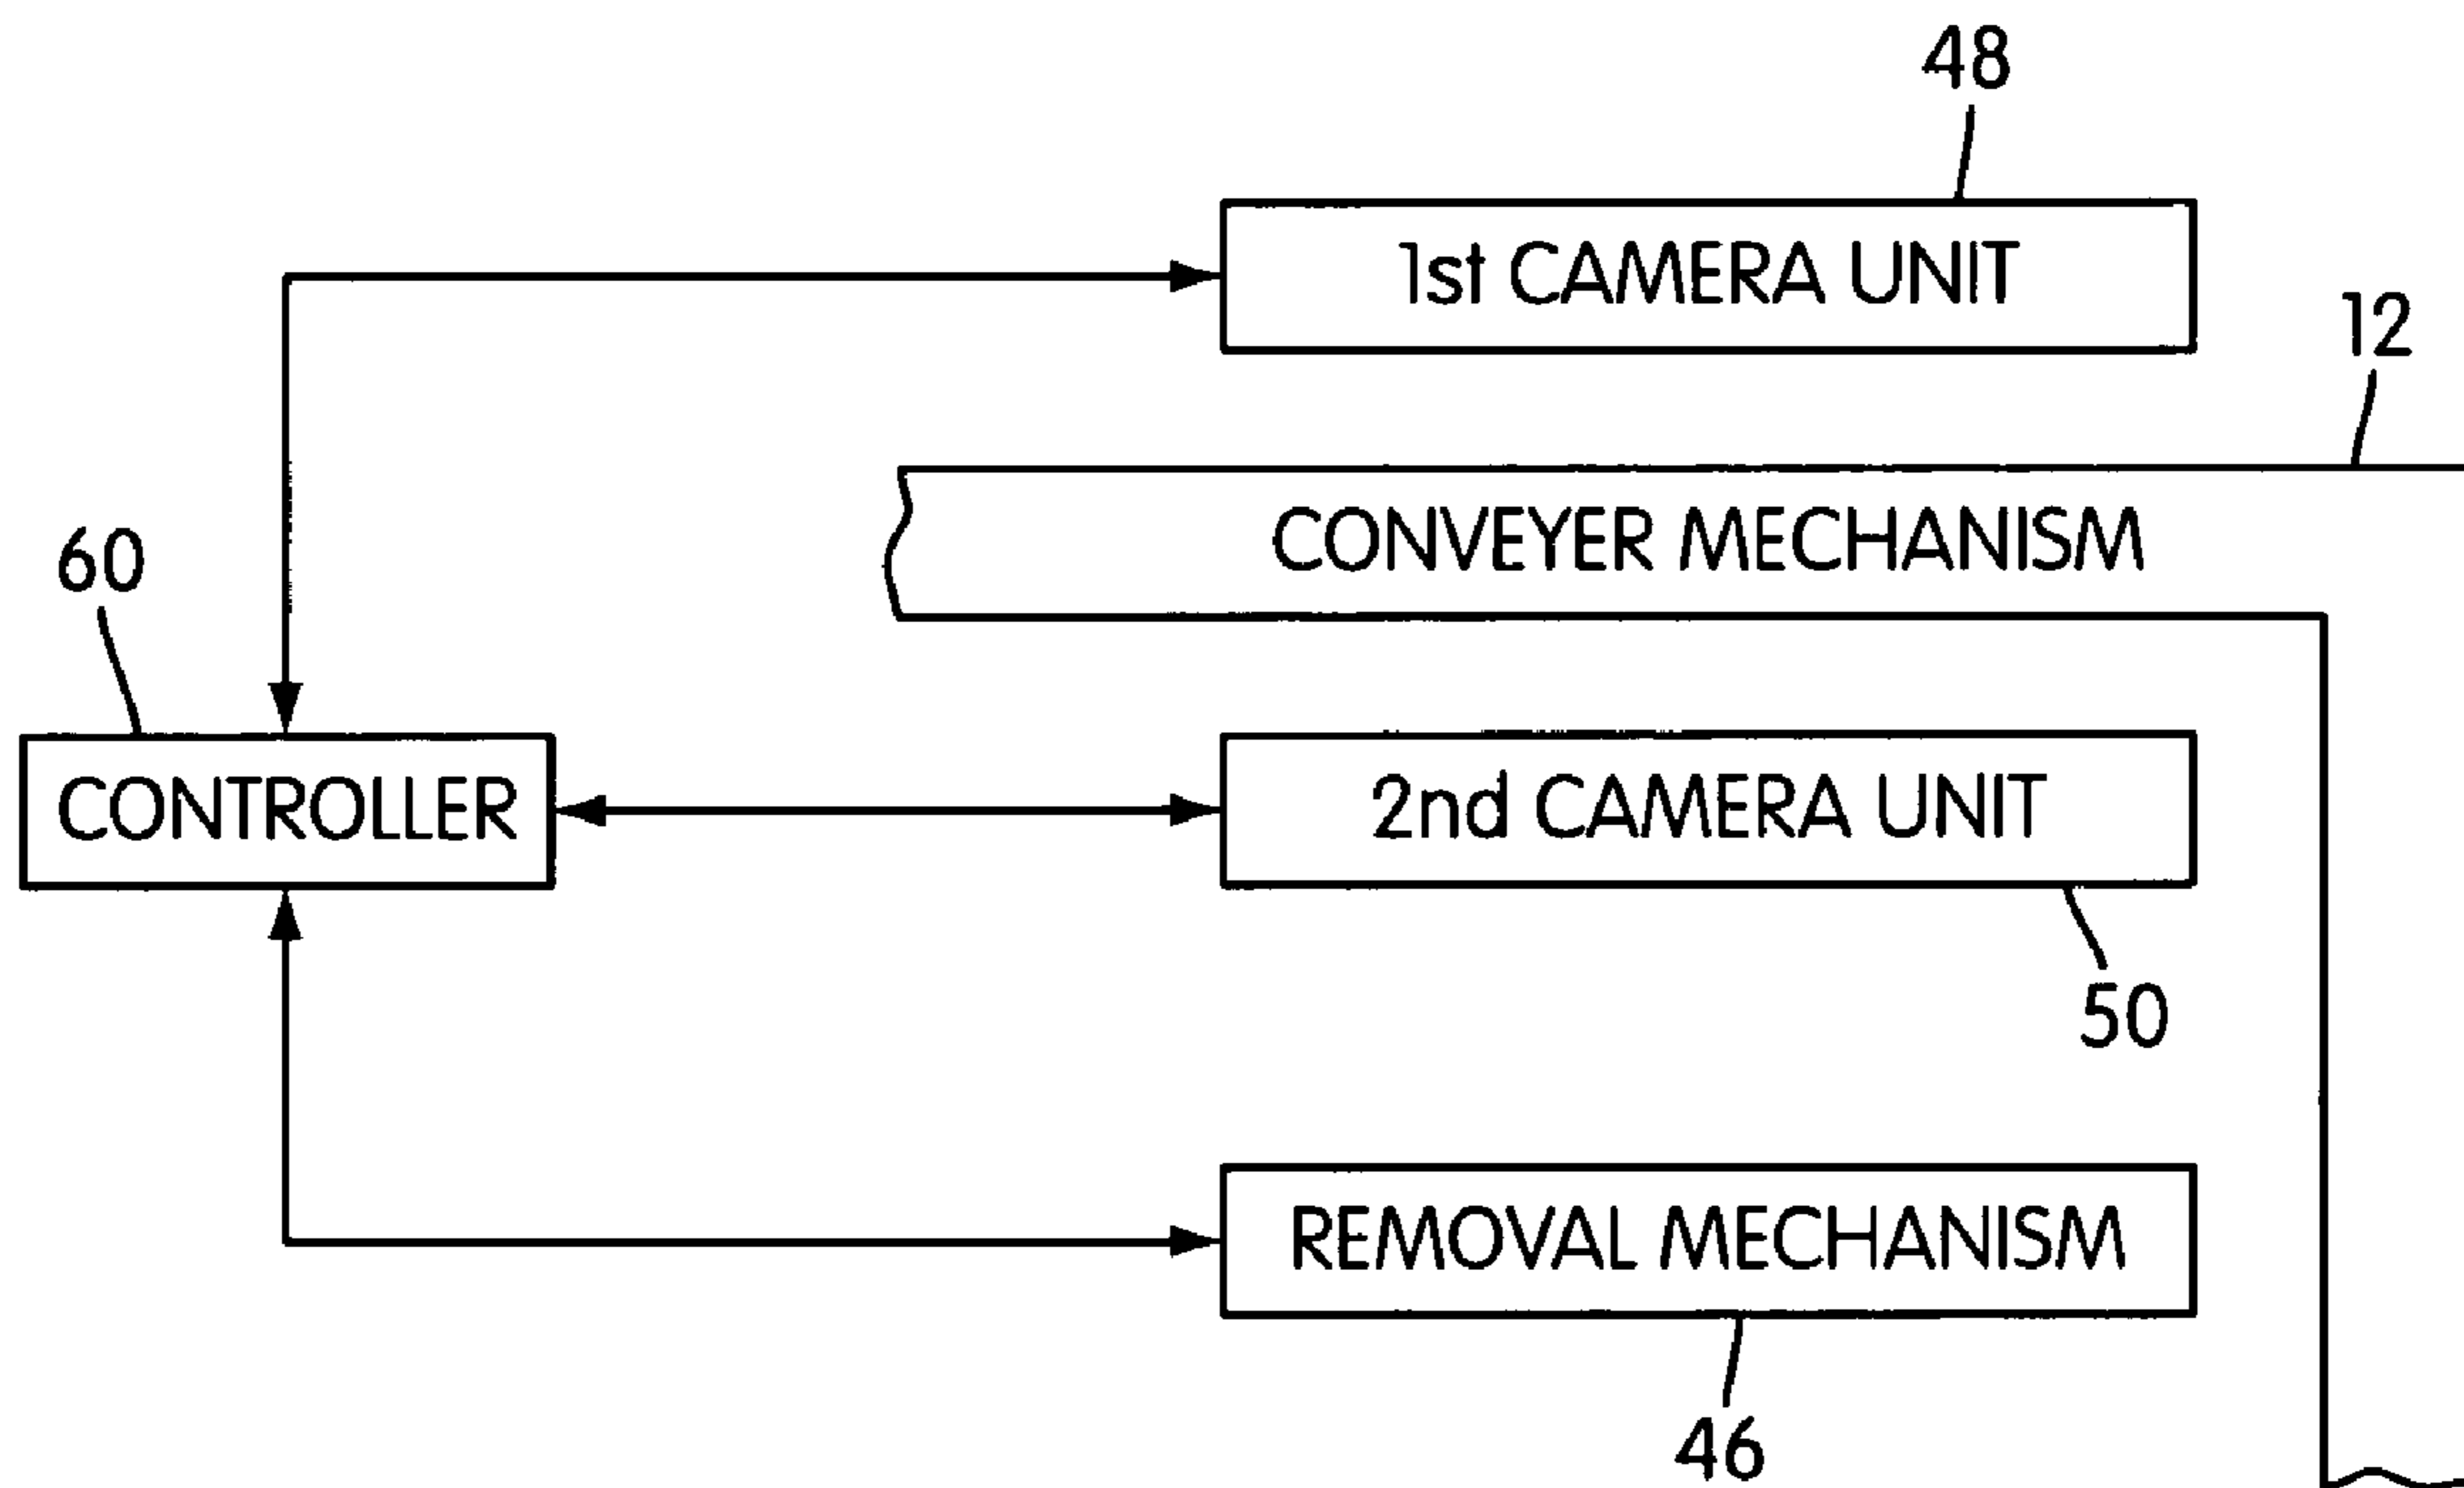 48
1st CAMERA UNIT
12
CONVEYER MECHANISM
60
CONTROLLER
2nd CAMERA UNIT
50
REMOVAL MECHANISM
46